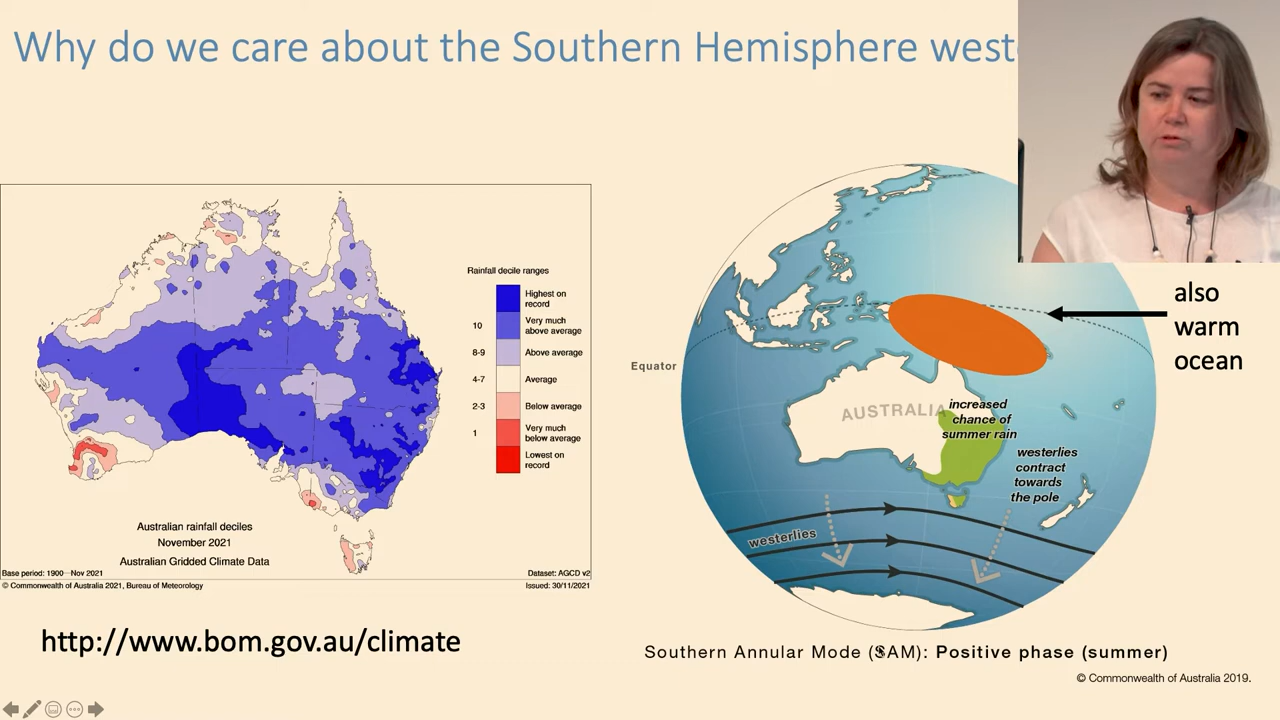 Why do we care about the Southern Hemisphere west
Rainfall decile ranges
Highest on
record
10
Very much
above average
8-9
Above average
4-7
Average
2-3
Below average
1
Very much
below average
Lowest on
record
Australian rainfall deciles
November 2021
Australian Gridded Climate Data
Base period: 1900—Nov 2021
Dataset: AGCD v2
© Commonwealth of Australia 2021, Bureau of Meteorology
Issued: 30/11/2021
http://www.bom.gov.au/climate
also
warm
ocean
Equator
AUSTRALIA
increased
chance of
summer rain
westerlies
contract
towards
the pole
westerlies
Southern Annular Mode (SAM): Positive phase (summer)
© Commonwealth of Australia 2019.